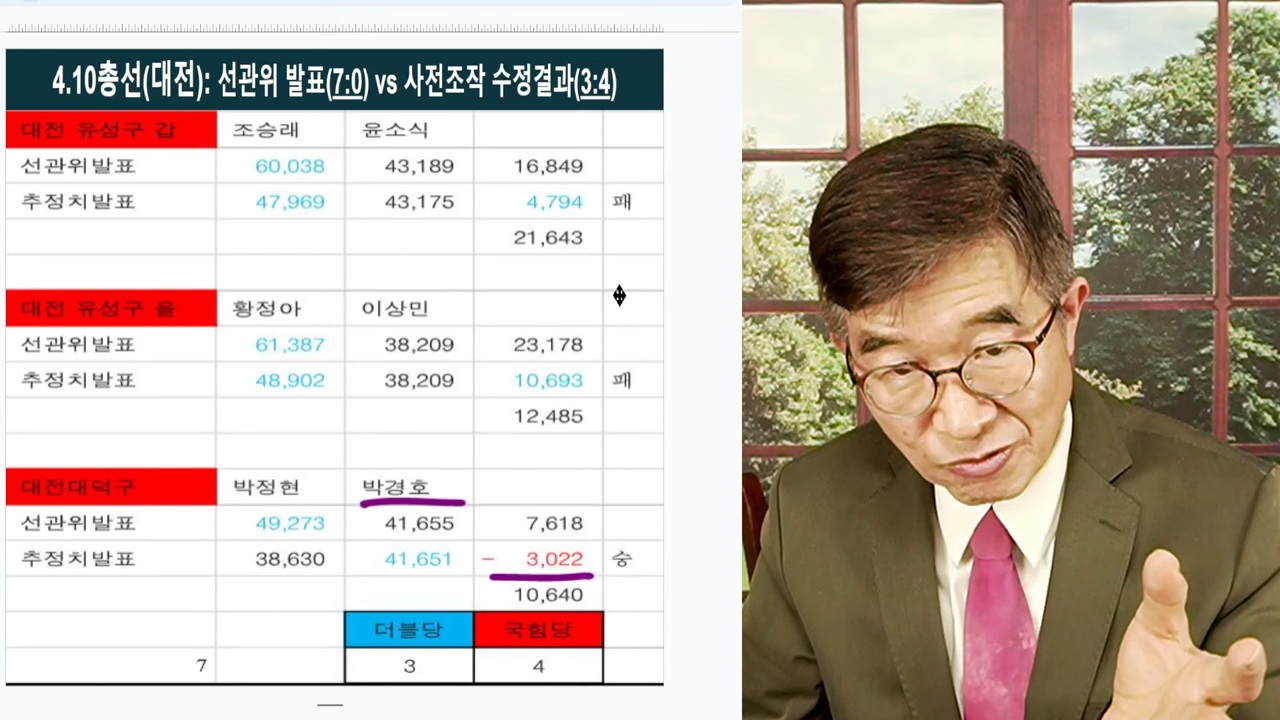 4.10총선(대전): 선관위 발표(7:0) vs 사전조작 수정결과(3:4)
대전 유성구 갑 조승래 윤소식
선관위발표 60,038 43,189 16,849
추정치발표 47,969 43,175 4,794 패
21,643
대전 유성구 을 황정아 이상민
선관위발표 61,387 38,209 23,178
추정치발표 48,902 38,209 10,693 패
12,485
대전대덕구 박정현 박경호
선관위발표 49,273 41,655 7,618
추정치발표 38,630 41,651 - 3,022 승
10,640
더블당 국힘당
7 3 4